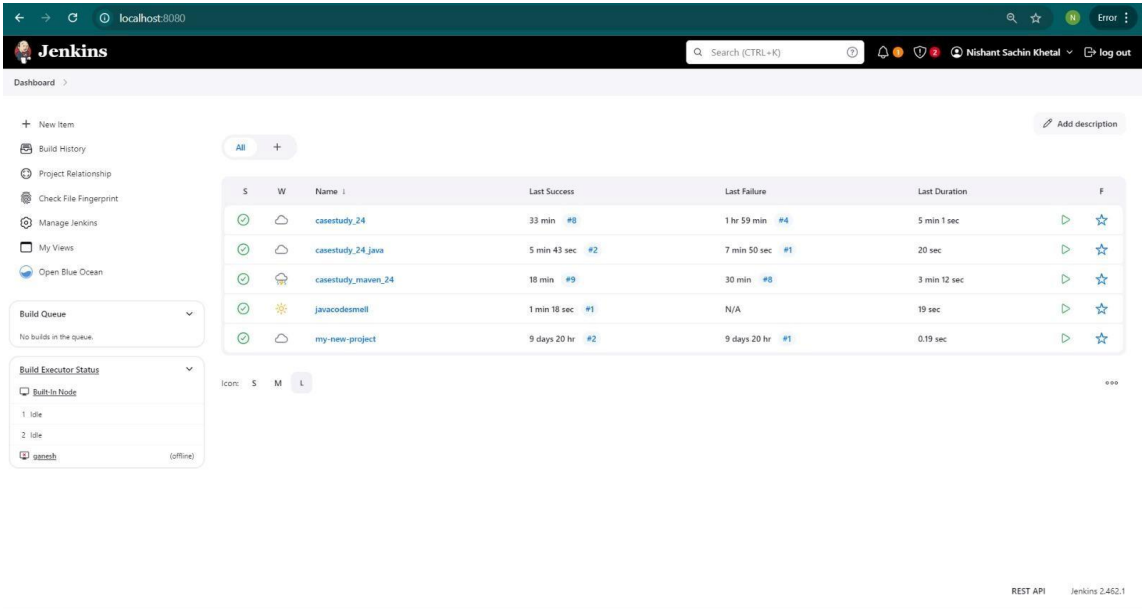 localhost:8080
N
Error
Jenkins
Search (CTRL+K)
1
2
Nishant Sachin Khetal
log out
Dashboard
New Item
Build History
Project Relationship
Check File Fingerprint
Manage Jenkins
My Views
Open Blue Ocean
Build Queue
No builds in the queue.
Build Executor Status
Built-In Node
1 Idle
2 Idle
ganesh (offline)
Add description
All +
S W Name ↓ Last Success Last Failure Last Duration F
casestudy_24 33 min #8 1 hr 59 min #4 5 min 1 sec
casestudy_24_java 5 min 43 sec #2 7 min 50 sec #1 20 sec
casestudy_maven_24 18 min #9 30 min #8 3 min 12 sec
javacodesmell 1 min 18 sec #1 N/A 19 sec
my-new-project 9 days 20 hr #2 9 days 20 hr #1 0.19 sec
Icon: S M L
REST API Jenkins 2.462.1